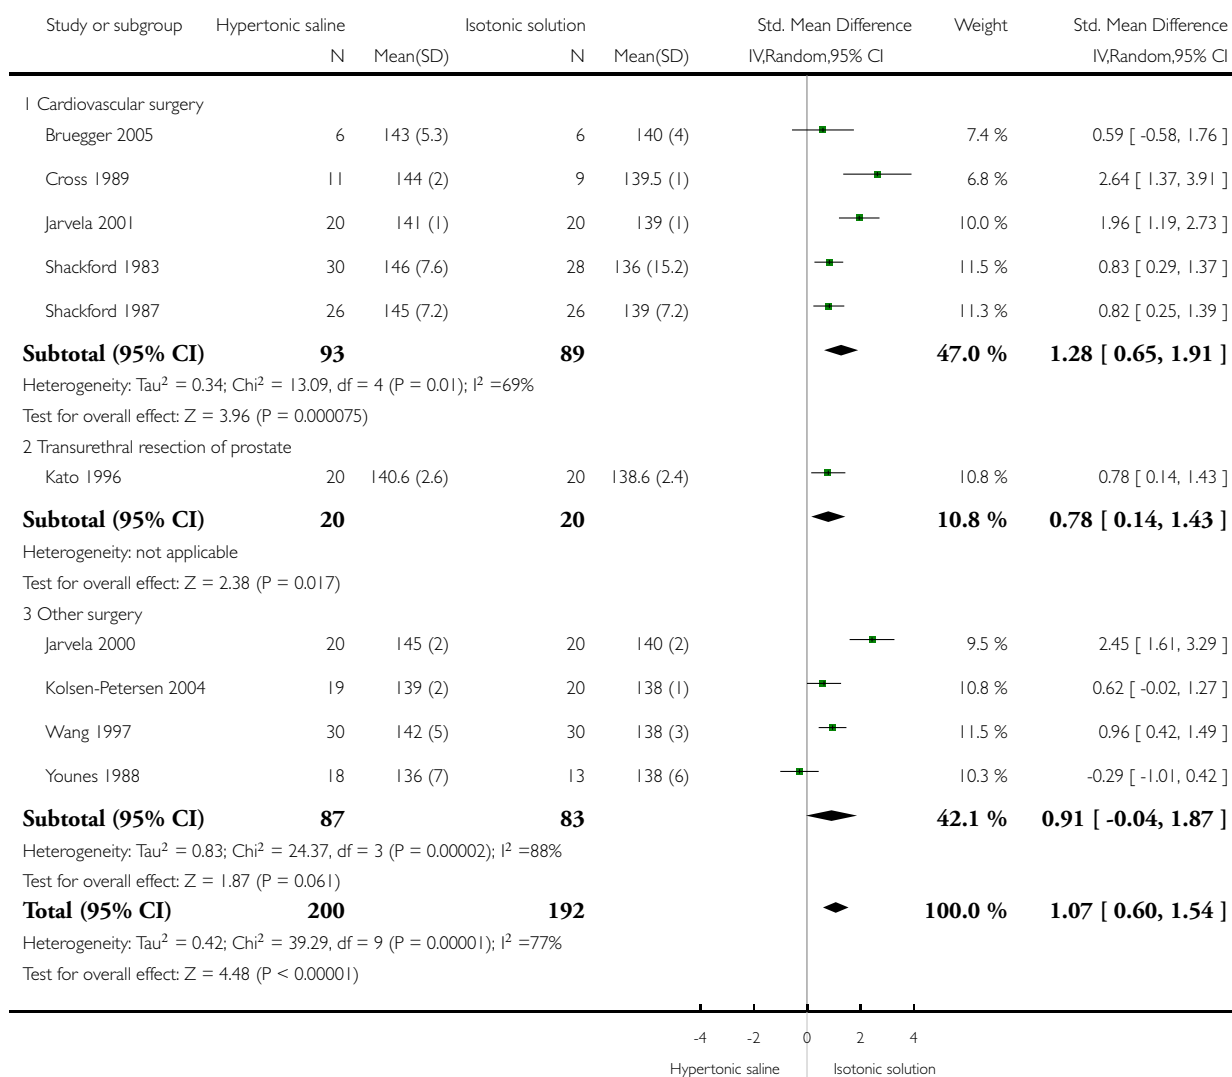 Study or subgroup Hypertonic saline Isotonic solution Std. Mean Difference Weight Std. Mean Difference
N Mean(SD) N Mean(SD) IV,Random,95% CI IV,Random,95% CI
1 Cardiovascular surgery
Bruegger 2005 6 143 (5.3) 6 140 (4) 7.4 % 0.59 [ -0.58, 1.76 ]
Cross 1989 11 144 (2) 9 139.5 (1) 6.8 % 2.64 [ 1.37, 3.91 ]
Jarvela 2001 20 141 (1) 20 139 (1) 10.0 % 1.96 [ 1.19, 2.73 ]
Shackford 1983 30 146 (7.6) 28 136 (15.2) 11.5 % 0.83 [ 0.29, 1.37 ]
Shackford 1987 26 145 (7.2) 26 139 (7.2) 11.3 % 0.82 [ 0.25, 1.39 ]
Subtotal (95% CI) 93 89 47.0 % 1.28 [ 0.65, 1.91 ]
Heterogeneity: Tau² = 0.34; Chi² = 13.09, df = 4 (P = 0.01); I² =69%
Test for overall effect: Z = 3.96 (P = 0.000075)
2 Transurethral resection of prostate
Kato 1996 20 140.6 (2.6) 20 138.6 (2.4) 10.8 % 0.78 [ 0.14, 1.43 ]
Subtotal (95% CI) 20 20 10.8 % 0.78 [ 0.14, 1.43 ]
Heterogeneity: not applicable
Test for overall effect: Z = 2.38 (P = 0.017)
3 Other surgery
Jarvela 2000 20 145 (2) 20 140 (2) 9.5 % 2.45 [ 1.61, 3.29 ]
Kolsen-Petersen 2004 19 139 (2) 20 138 (1) 10.8 % 0.62 [ -0.02, 1.27 ]
Wang 1997 30 142 (5) 30 138 (3) 11.5 % 0.96 [ 0.42, 1.49 ]
Younes 1988 18 136 (7) 13 138 (6) 10.3 % -0.29 [ -1.01, 0.42 ]
Subtotal (95% CI) 87 83 42.1 % 0.91 [ -0.04, 1.87 ]
Heterogeneity: Tau² = 0.83; Chi² = 24.37, df = 3 (P = 0.00002); I² =88%
Test for overall effect: Z = 1.87 (P = 0.061)
Total (95% CI) 200 192 100.0 % 1.07 [ 0.60, 1.54 ]
Heterogeneity: Tau² = 0.42; Chi² = 39.29, df = 9 (P = 0.00001); I² =77%
Test for overall effect: Z = 4.48 (P < 0.00001)
-4 -2 0 2 4
Hypertonic saline Isotonic solution